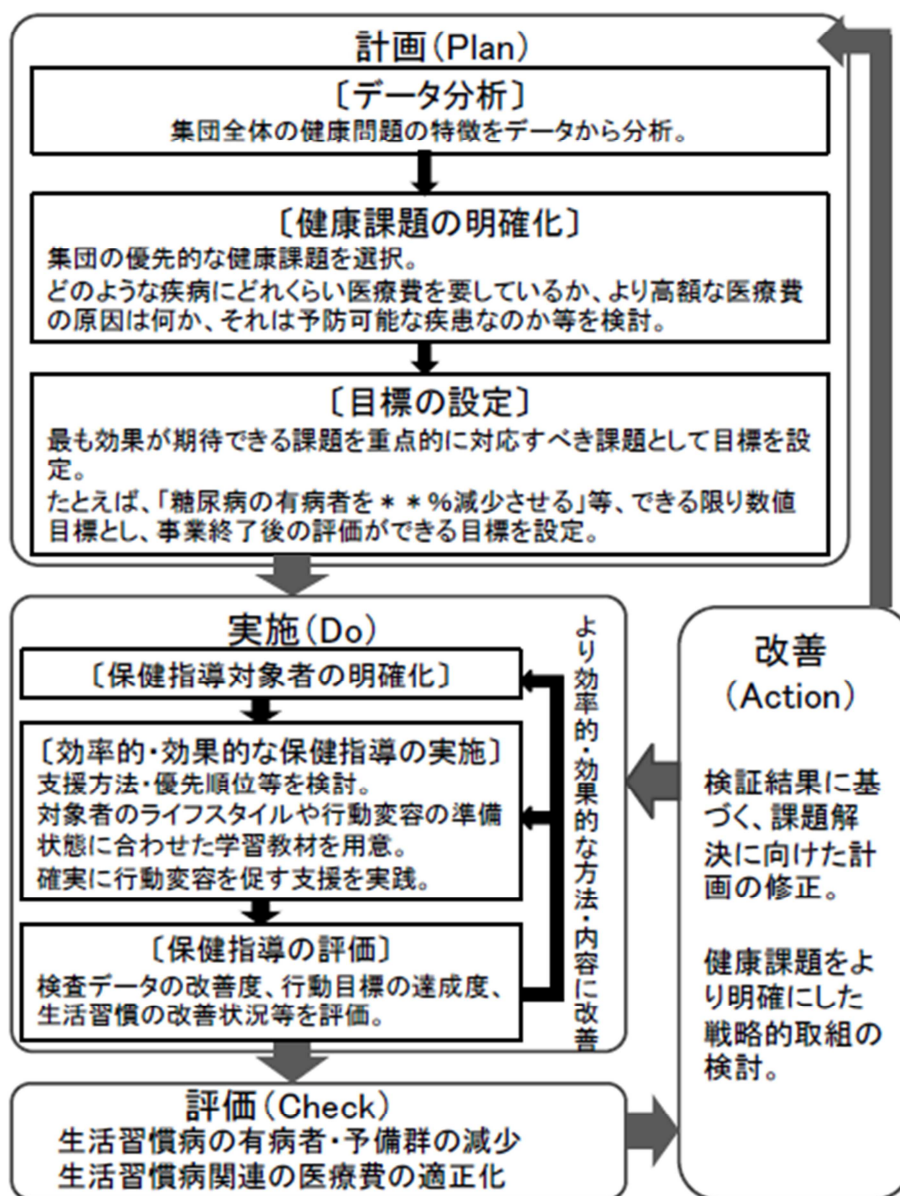 計画(Plan)
〔データ分析〕
集団全体の健康問題の特徴をデータから分析。
〔健康課題の明確化〕
集団の優先的な健康課題を選択。
どのような疾病にどれくらい医療費を要しているか、より高額な医療費
の原因は何か、それは予防可能な疾患なのか等を検討。
〔目標の設定〕
最も効果が期待できる課題を重点的に対応すべき課題として目標を設
定。
たとえば、「糖尿病の有病者を＊＊%減少させる」等、できる限り数値
目標とし、事業終了後の評価ができる目標を設定。
実施(Do)
〔保健指導対象者の明確化〕
〔効率的・効果的な保健指導の実施〕
支援方法・優先順位等を検討。
対象者のライフスタイルや行動変容の準備
状態に合わせた学習教材を用意。
確実に行動変容を促す支援を実践。
〔保健指導の評価〕
検査データの改善度、行動目標の達成度、
生活習慣の改善状況等を評価。
より効率的・効果的な方法・内容に改善
評価(Check)
生活習慣病の有病者・予備群の減少
生活習慣病関連の医療費の適正化
改善
(Action)
検証結果に基
づく、課題解
決に向けた計
画の修正。
健康課題をよ
り明確にした
戦略的取組の
検討。